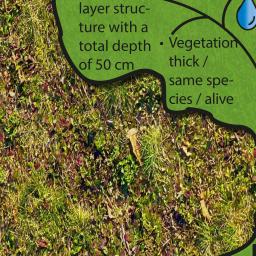 layer struc-
ture with a
total depth
of 50 cm
• Vegetation
thick /
same spe-
cies / alive